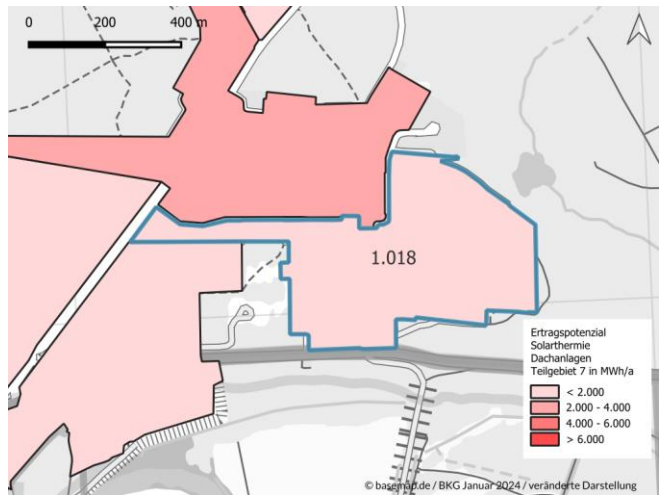 0 200 400 m
1.018
Ertragspotenzial
Solarthermie
Dachanlagen
Teilgebiet 7 in MWh/a
< 2.000
2.000 - 4.000
4.000 - 6.000
> 6.000
© basemap.de / BKG Januar 2024 / veränderte Darstellung